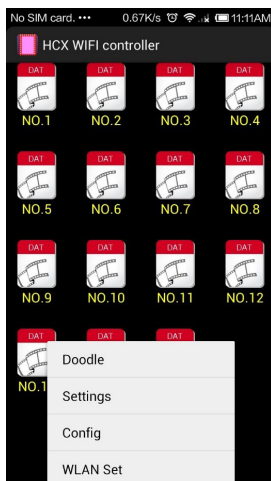 No SIM card. ••• 0.67K/s 11:11AM
HCX WIFI controller
DAT DAT DAT DAT
NO.1 NO.2 NO.3 NO.4
DAT DAT DAT DAT
NO.5 NO.6 NO.7 NO.8
DAT DAT DAT DAT
NO.9 NO.10 NO.11 NO.12
DAT DAT DAT
NO.1
Doodle
Settings
Config
WLAN Set